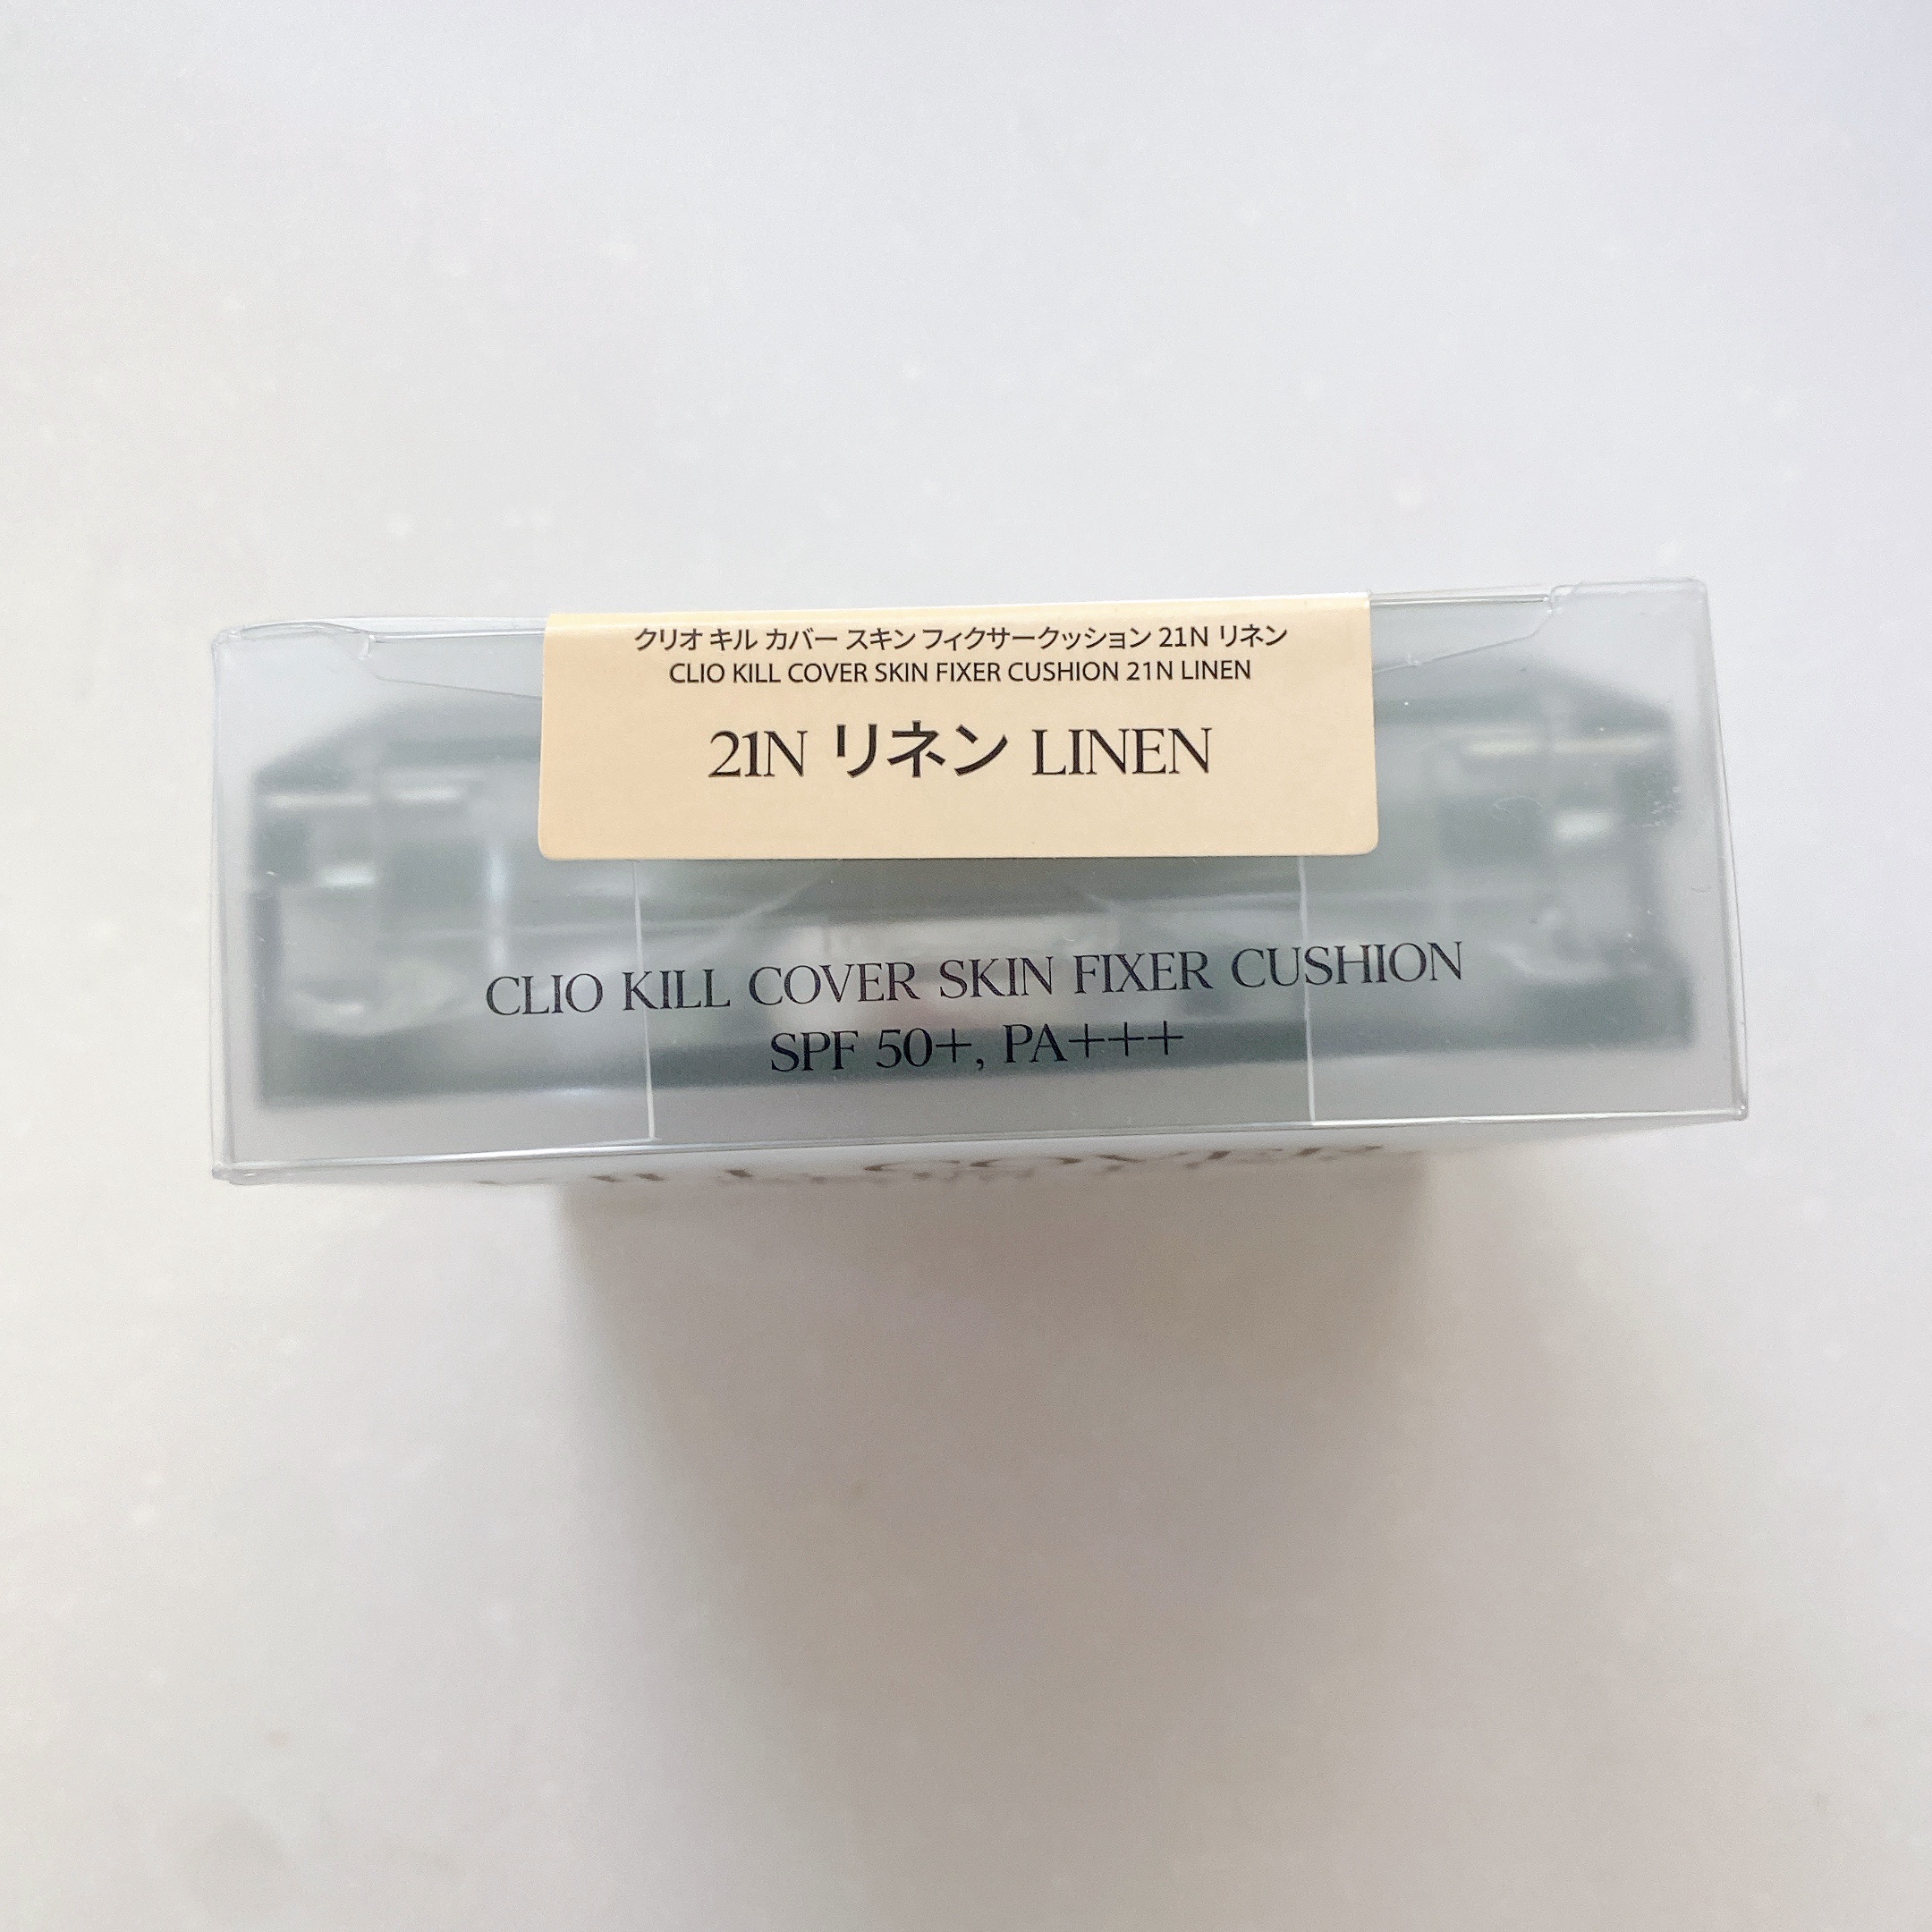 クリオ キル カバー スキン フィクサークッション 21N リネン
CLIO KILL COVER SKIN FIXER CUSHION 21N LINEN
21N リネン LINEN
CLIO KILL COVER SKIN FIXER CUSHION
SPF 50+, PA+++